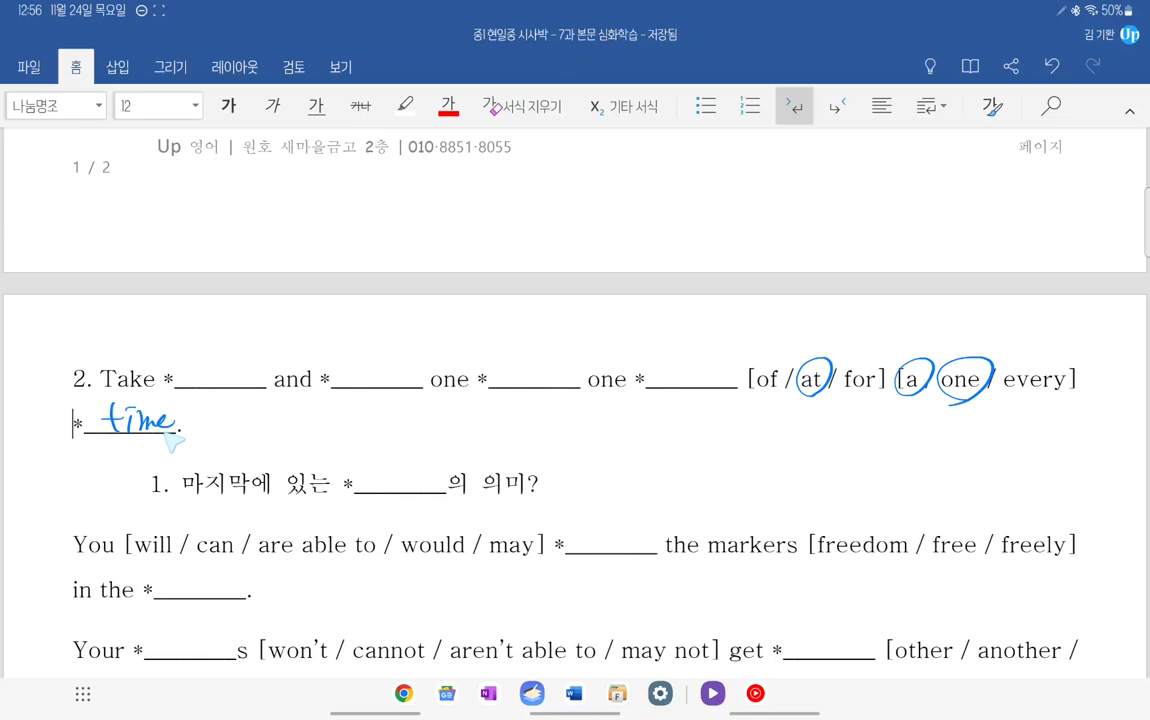 12:56 11월 24일 목요일 50%
중1 현일중 시사박 – 7과 본문 심화학습 – 저장됨
김 기환 Up
파일 홈 삽입 그리기 레이아웃 검토 보기
나눔명조 12 가 가 가 가나 가 가 서식 지우기 X₂ 기타 서식 가
Up 영어 | 원호 새마을금고 2층 | 010·8851·8055 페이지
1 / 2
2. Take *________ and *________ one *________ one *________ [of / at / for] [a / one / every]
*time.
1. 마지막에 있는 *________의 의미?
You [will / can / are able to / would / may] *________ the markers [freedom / free / freely]
in the *________.
Your *________s [won't / cannot / aren't able to / may not] get *________ [other / another /